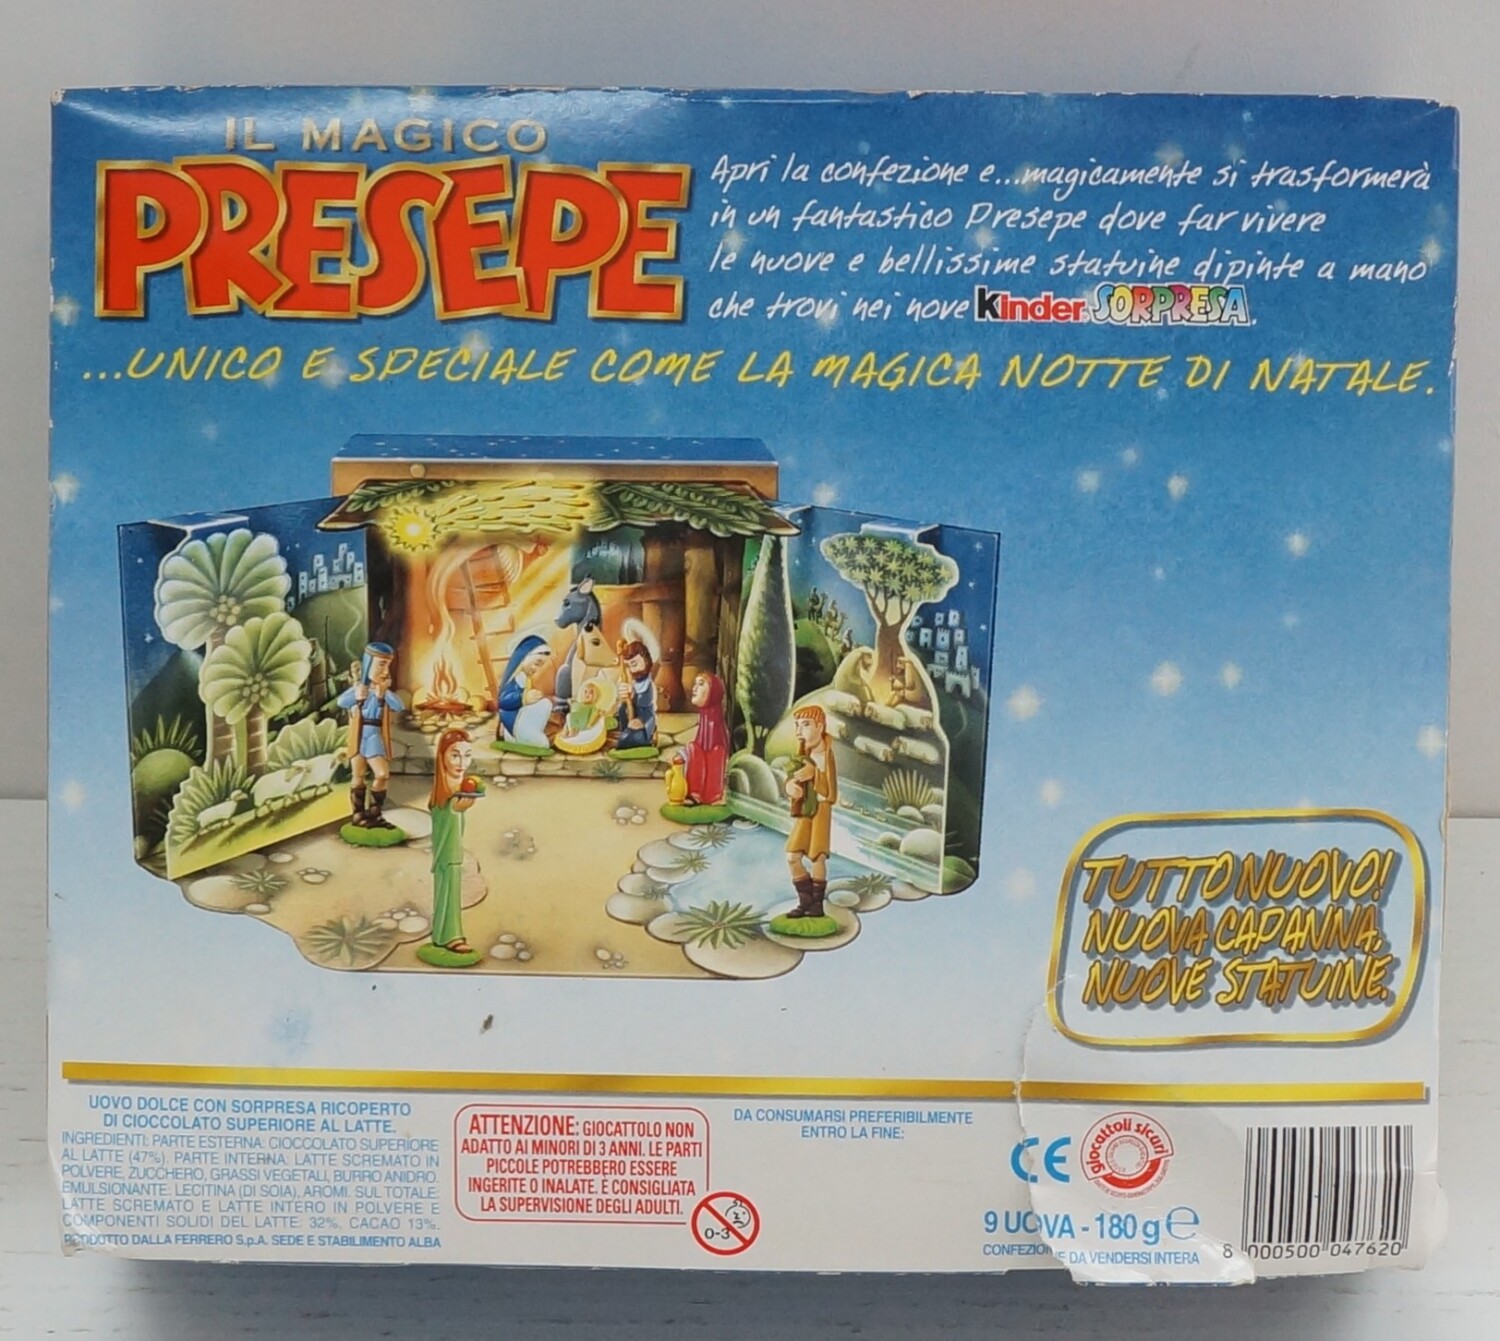 IL MAGICO
PRESEPE
Apri la confezione e...magicamente si trasformerà
in un fantastico Presepe dove far vivere
le nuove e bellissime statuine dipinte a mano
che trovi nei nove Kinder SORPRESA.
...UNICO E SPECIALE COME LA MAGICA NOTTE DI NATALE.
TUTTO NUOVO!
NUOVA CAPANNA,
NUOVE STATUINE.
UOVO DOLCE CON SORPRESA RICOPERTO
DI CIOCCOLATO SUPERIORE AL LATTE.
INGREDIENTI: PARTE ESTERNA: CIOCCOLATO SUPERIORE
AL LATTE (47%). PARTE INTERNA: LATTE SCREMATO IN
POLVERE, ZUCCHERO, GRASSI VEGETALI, BURRO ANIDRO.
EMULSIONANTE: LECITINA (DI SOIA), AROMI. SUL TOTALE:
LATTE SCREMATO E LATTE INTERO IN POLVERE E
COMPONENTI SOLIDI DEL LATTE: 32%, CACAO 13%.
PRODOTTO DALLA FERRERO S.p.A. SEDE E STABILIMENTO ALBA
ATTENZIONE: GIOCATTOLO NON
ADATTO AI MINORI DI 3 ANNI. LE PARTI
PICCOLE POTREBBERO ESSERE
INGERITE O INALATE. È CONSIGLIATA
LA SUPERVISIONE DEGLI ADULTI.
0-3
DA CONSUMARSI PREFERIBILMENTE
ENTRO LA FINE:
CE
giocattoli sicuri
9 UOVA - 180 g e
CONFEZIONE DA VENDERSI INTERA
8 000500 047620